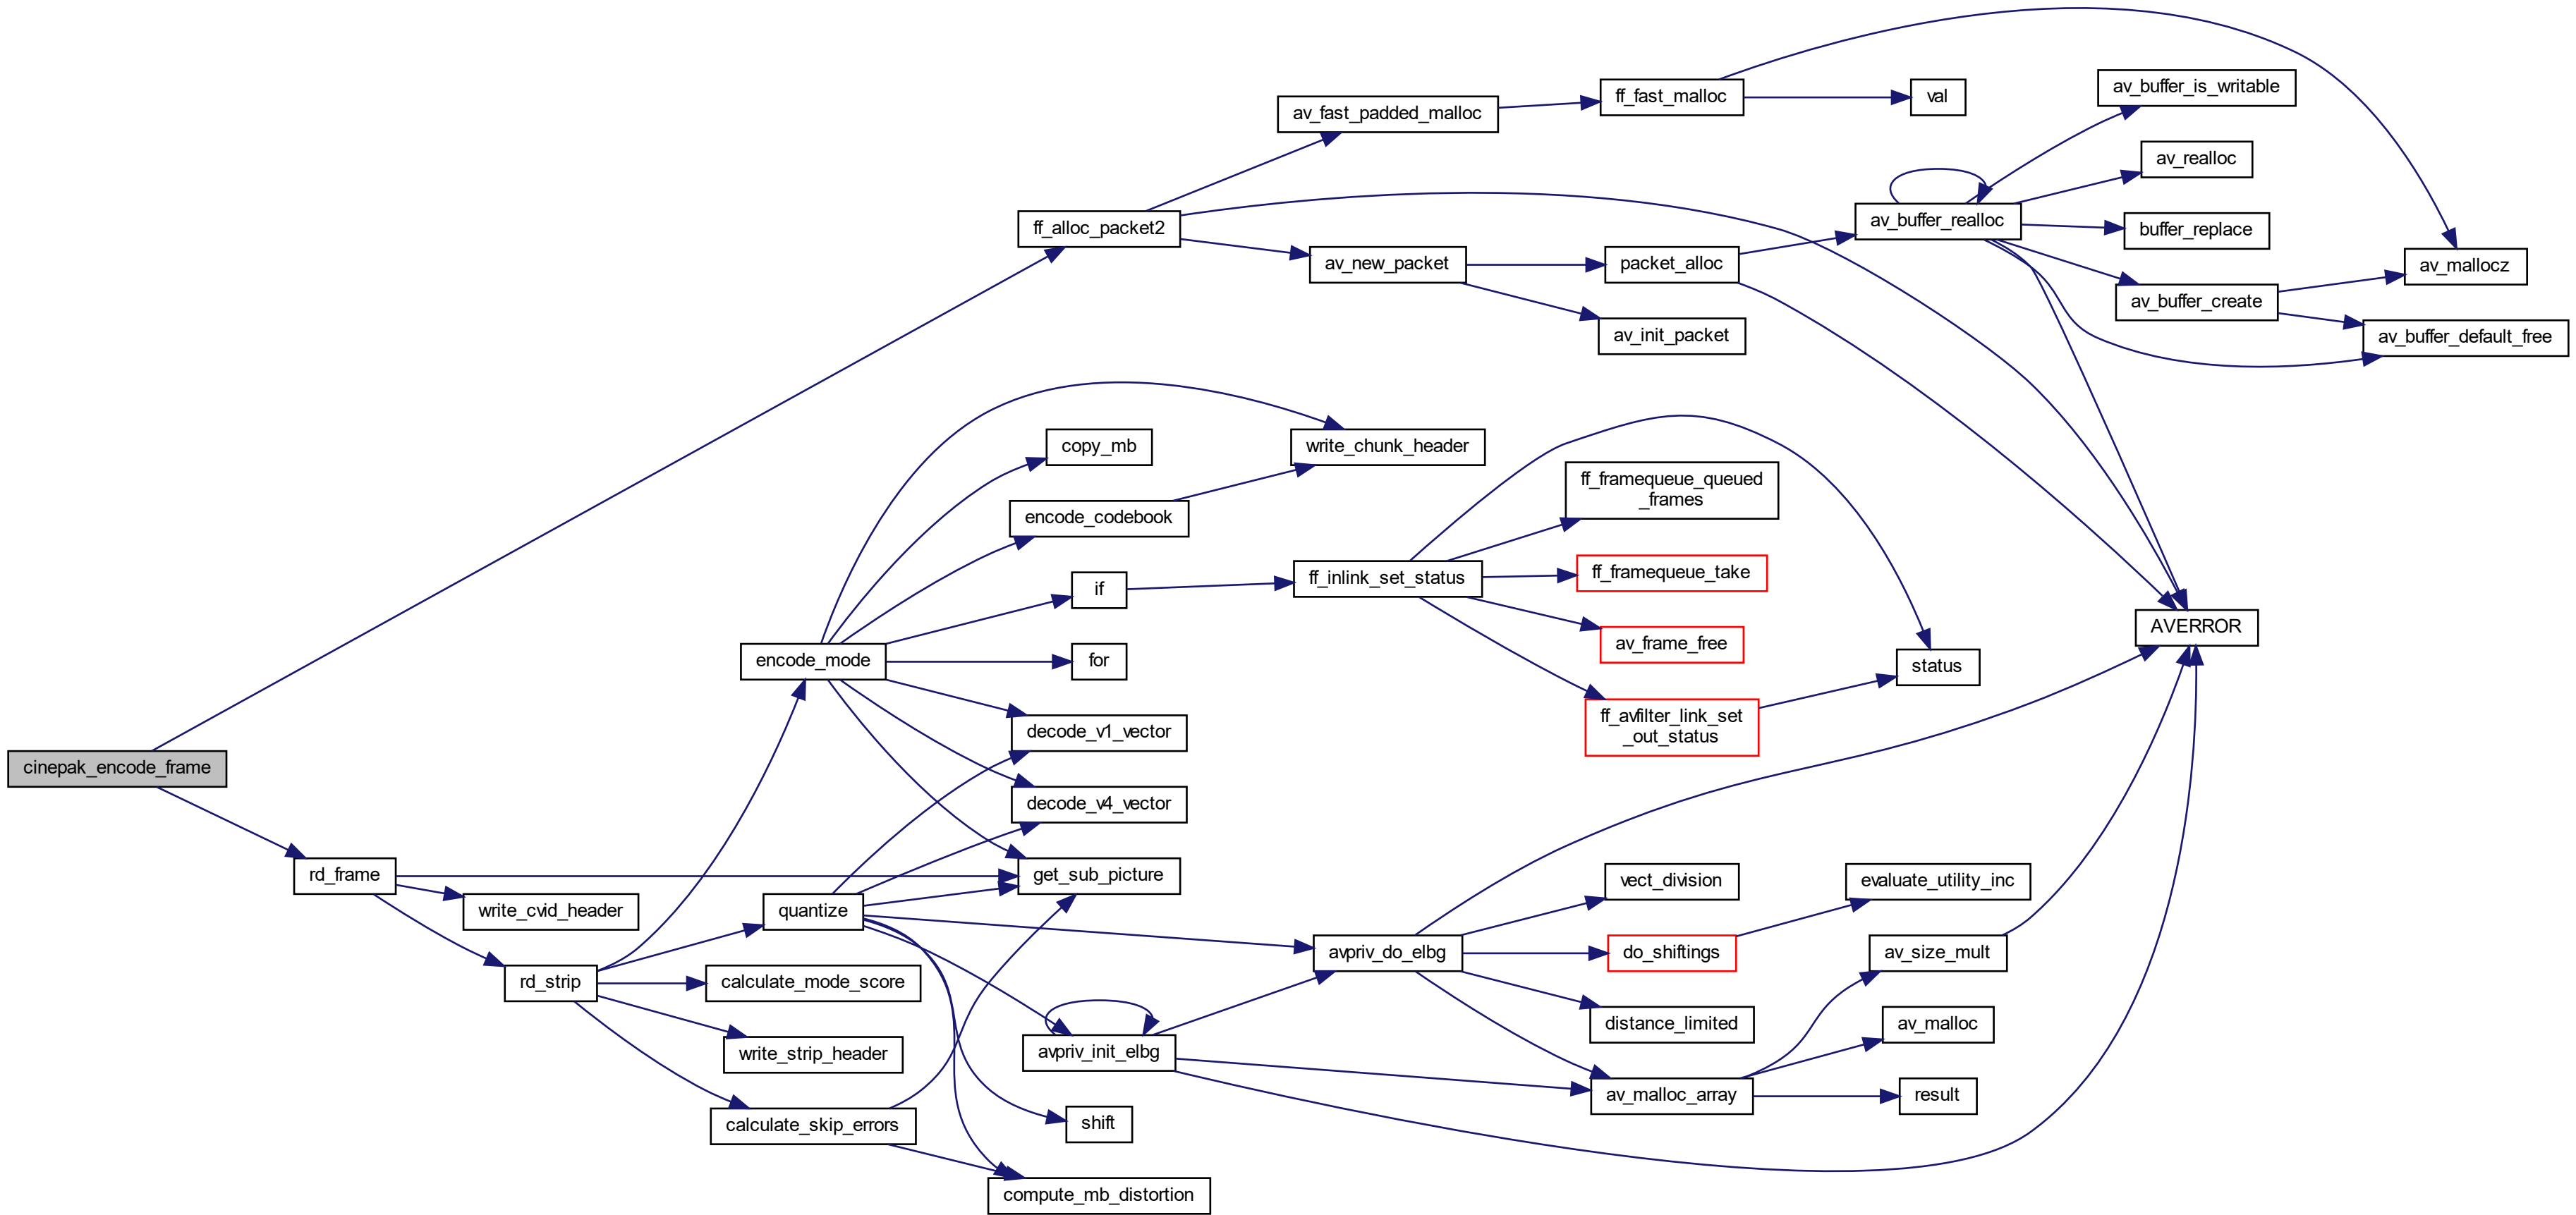 av_buffer_is_writable
ff_fast_malloc
val
av_fast_padded_malloc
av_realloc
ff_alloc_packet2
av_buffer_realloc
buffer_replace
av_new_packet
packet_alloc
av_mallocz
av_buffer_create
av_init_packet
av_buffer_default_free
copy_mb
write_chunk_header
ff_framequeue_queued
_frames
encode_codebook
ff_framequeue_take
if
ff_inlink_set_status
AVERROR
av_frame_free
encode_mode
for
status
ff_avfilter_link_set
_out_status
decode_v1_vector
cinepak_encode_frame
decode_v4_vector
rd_frame
get_sub_picture
vect_division
evaluate_utility_inc
write_cvid_header
quantize
avpriv_do_elbg
do_shiftings
av_size_mult
rd_strip
calculate_mode_score
distance_limited
av_malloc
write_strip_header
avpriv_init_elbg
av_malloc_array
result
calculate_skip_errors
shift
compute_mb_distortion